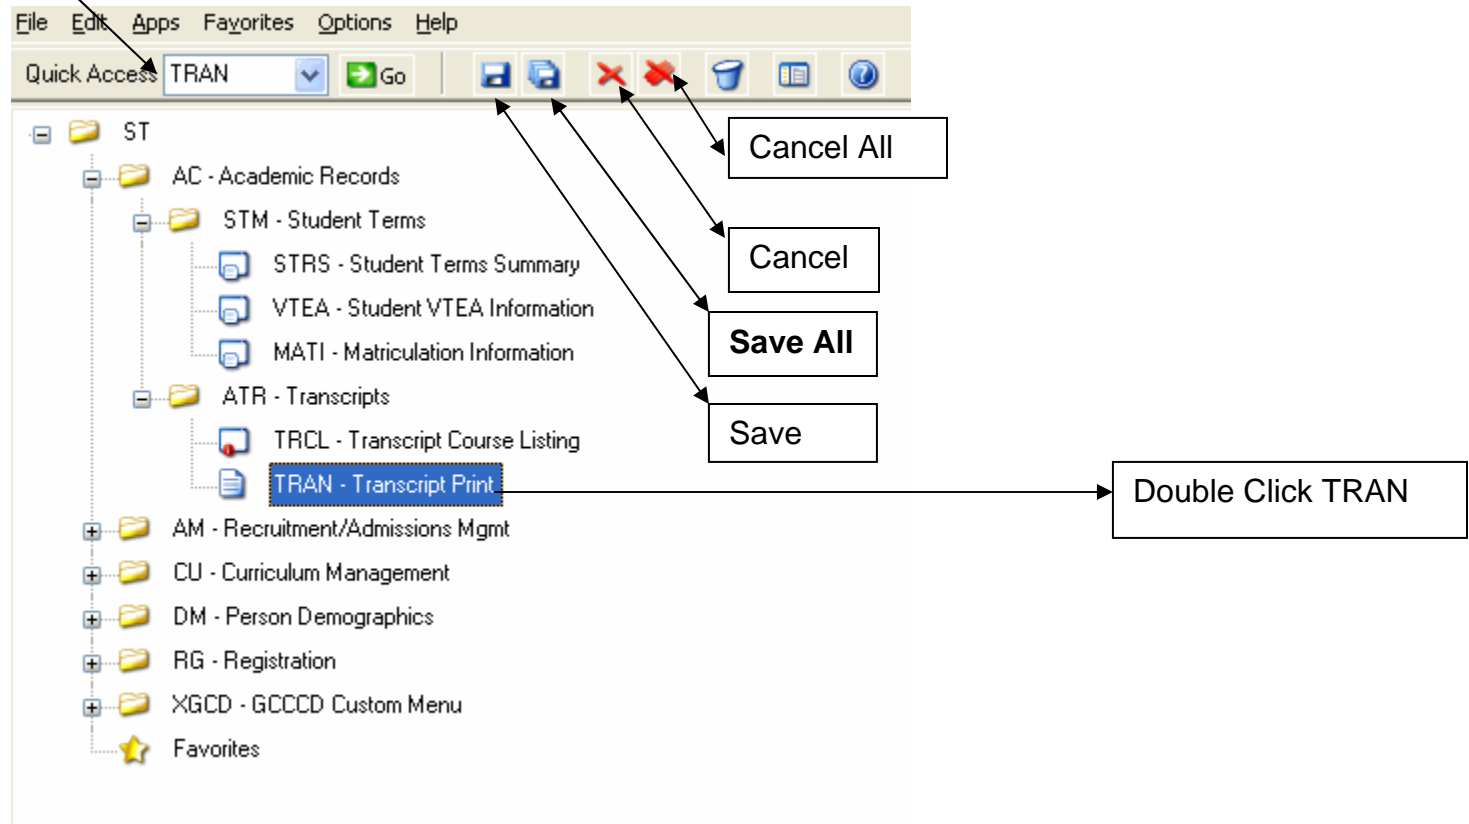 File Edit Apps Favorites Options Help
Quick Access TRAN Go
ST
Cancel All
AC - Academic Records
STM - Student Terms
STRS - Student Terms Summary
Cancel
VTEA - Student VTEA Information
MATI - Matriculation Information
Save All
ATR - Transcripts
TRCL - Transcript Course Listing
Save
TRAN - Transcript Print
Double Click TRAN
AM - Recruitment/Admissions Mgmt
CU - Curriculum Management
DM - Person Demographics
RG - Registration
XGCD - GCCCD Custom Menu
Favorites